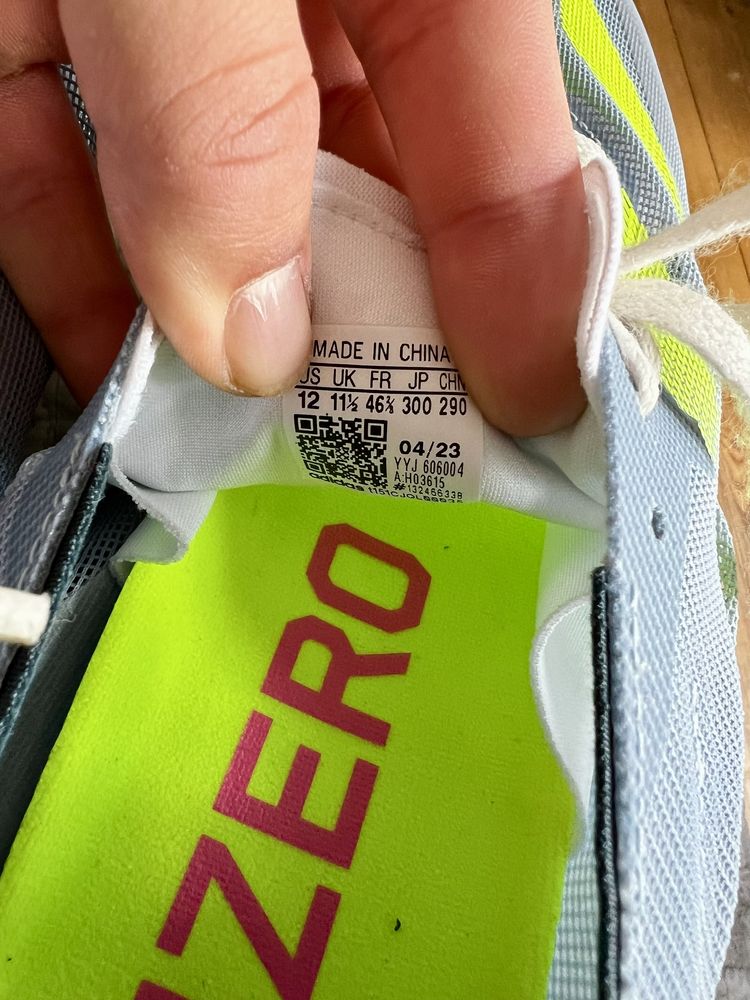 MADE IN CHINA
US UK FR JP CHN
12 11½ 46⅔ 300 290
04/23
YYJ 606004
A:H03615
adidas
ZERO